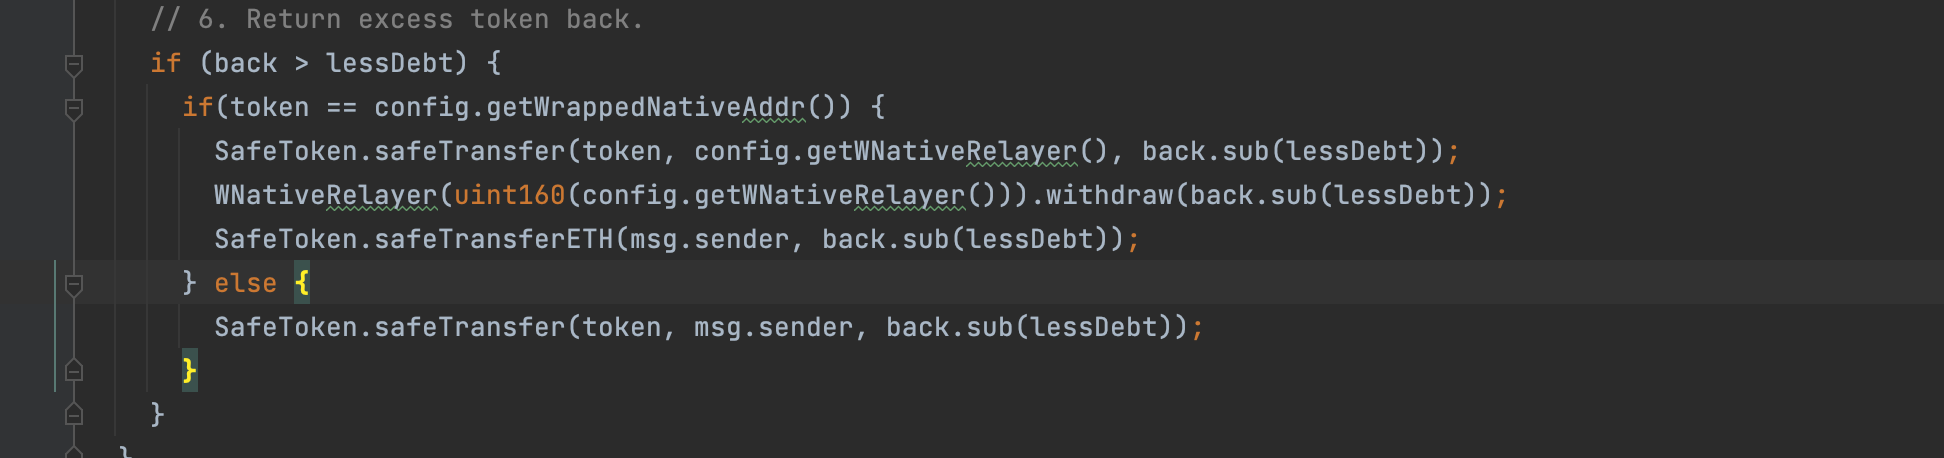 // 6. Return excess token back.
if (back > lessDebt) {
if(token == config.getWrappedNativeAddr()) {
SafeToken.safeTransfer(token, config.getWNativeRelayer(), back.sub(lessDebt));
WNativeRelayer(uint160(config.getWNativeRelayer())).withdraw(back.sub(lessDebt));
SafeToken.safeTransferETH(msg.sender, back.sub(lessDebt));
} else {
SafeToken.safeTransfer(token, msg.sender, back.sub(lessDebt));
}
}
}